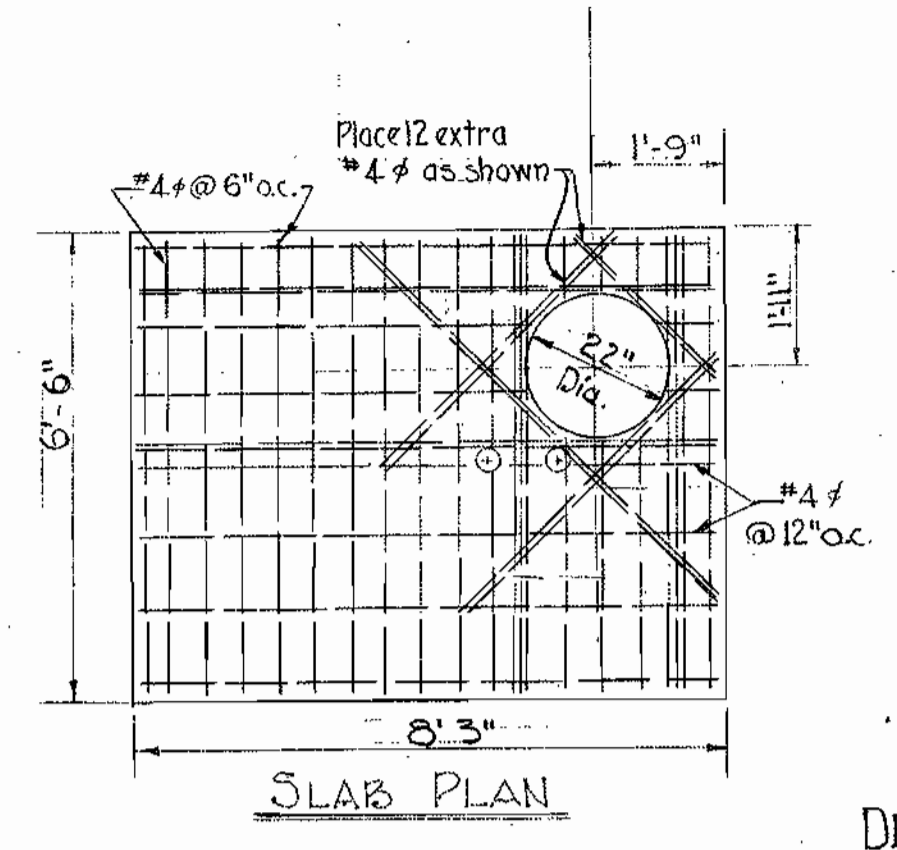 Place 12 extra
#4 ϕ as shown
1'-9"
#4 ϕ @ 6" o.c.
1'-11"
22"
Dia.
6'-6"
#4 ϕ
@ 12" o.c.
8'3"
SLAB PLAN